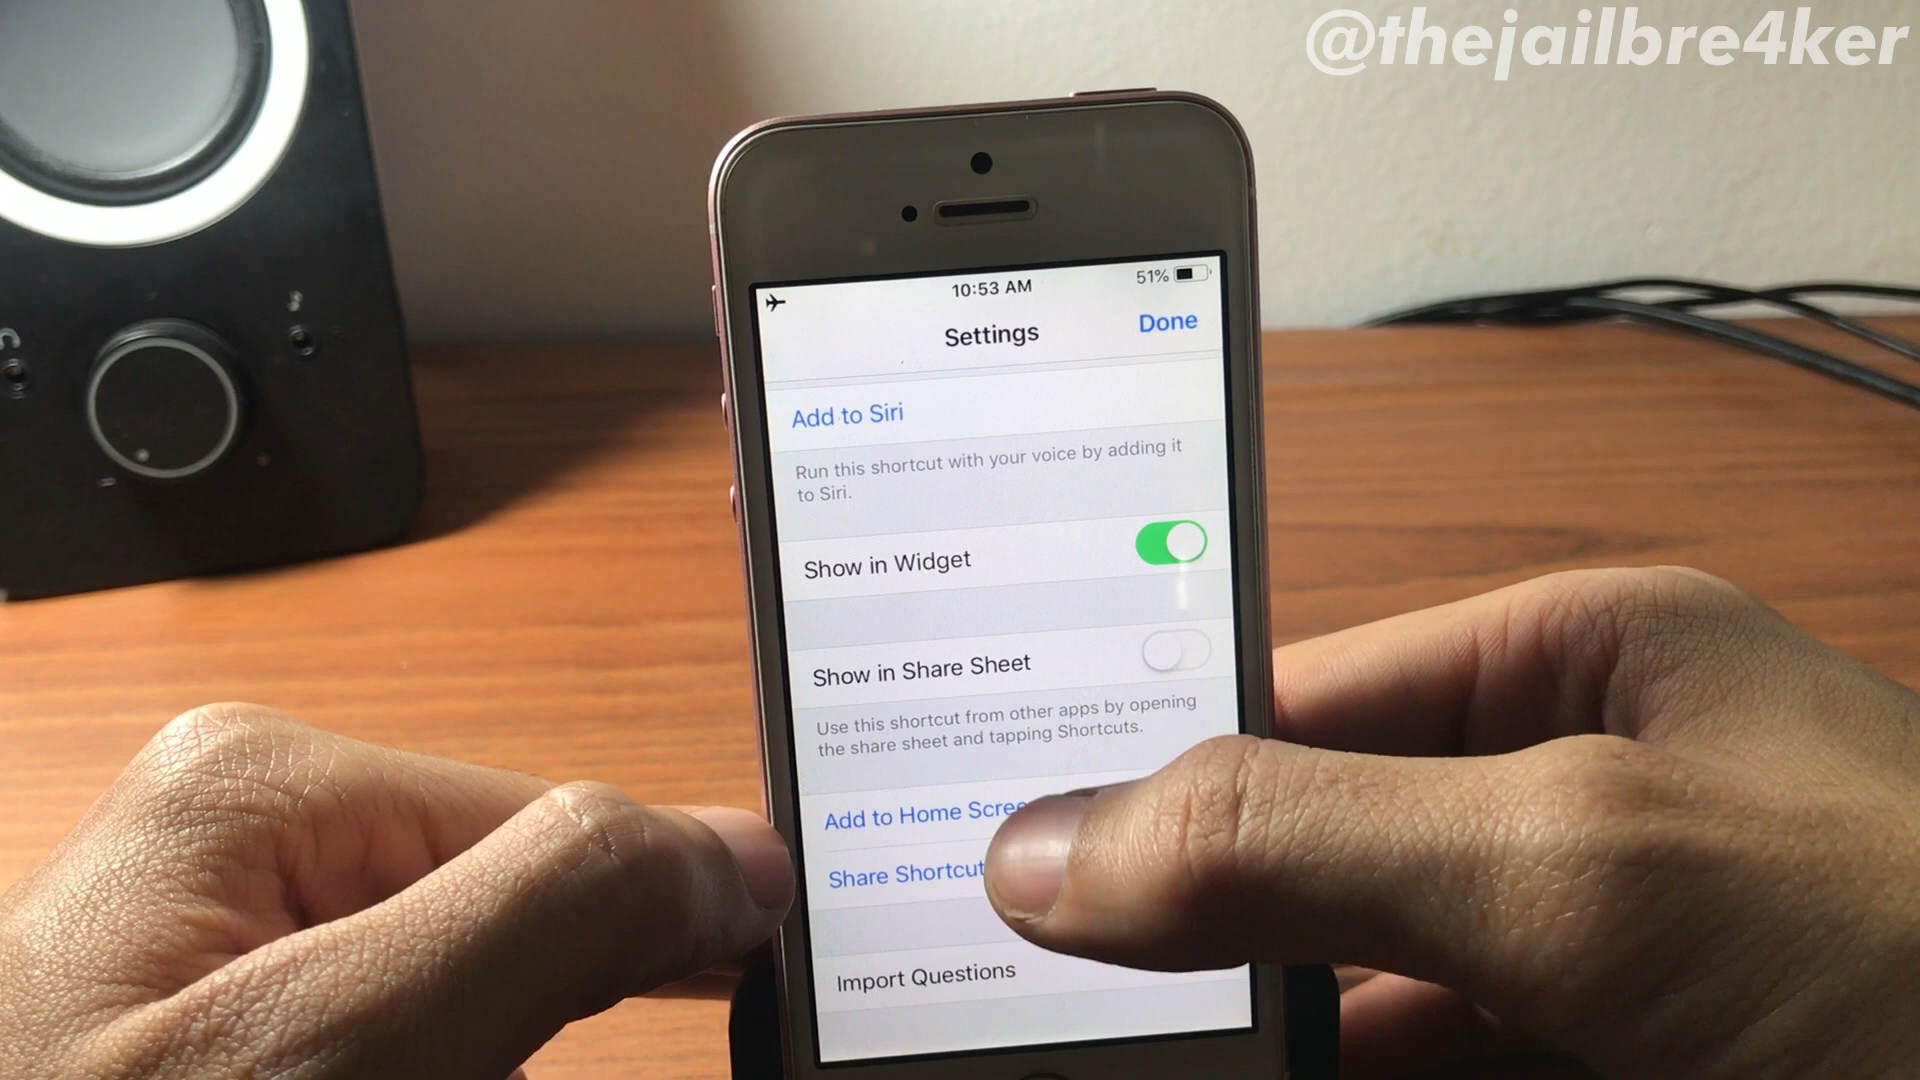 @thejailbre4ker
10:53 AM
51%
Settings
Done
Add to Siri
Run this shortcut with your voice by adding it
to Siri.
Show in Widget
Show in Share Sheet
Use this shortcut from other apps by opening
the share sheet and tapping Shortcuts.
Add to Home Scree
Share Shortcut
Import Questions